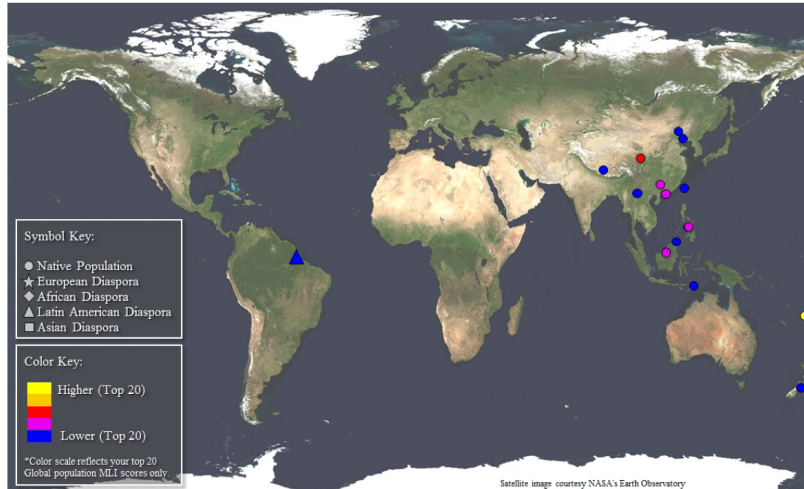 Symbol Key:
Native Population
European Diaspora
African Diaspora
Latin American Diaspora
Asian Diaspora
Color Key:
Higher (Top 20)
Lower (Top 20)
*Color scale reflects your top 20
Global population MLI scores only
Satellite image courtesy NASA's Earth Observatory